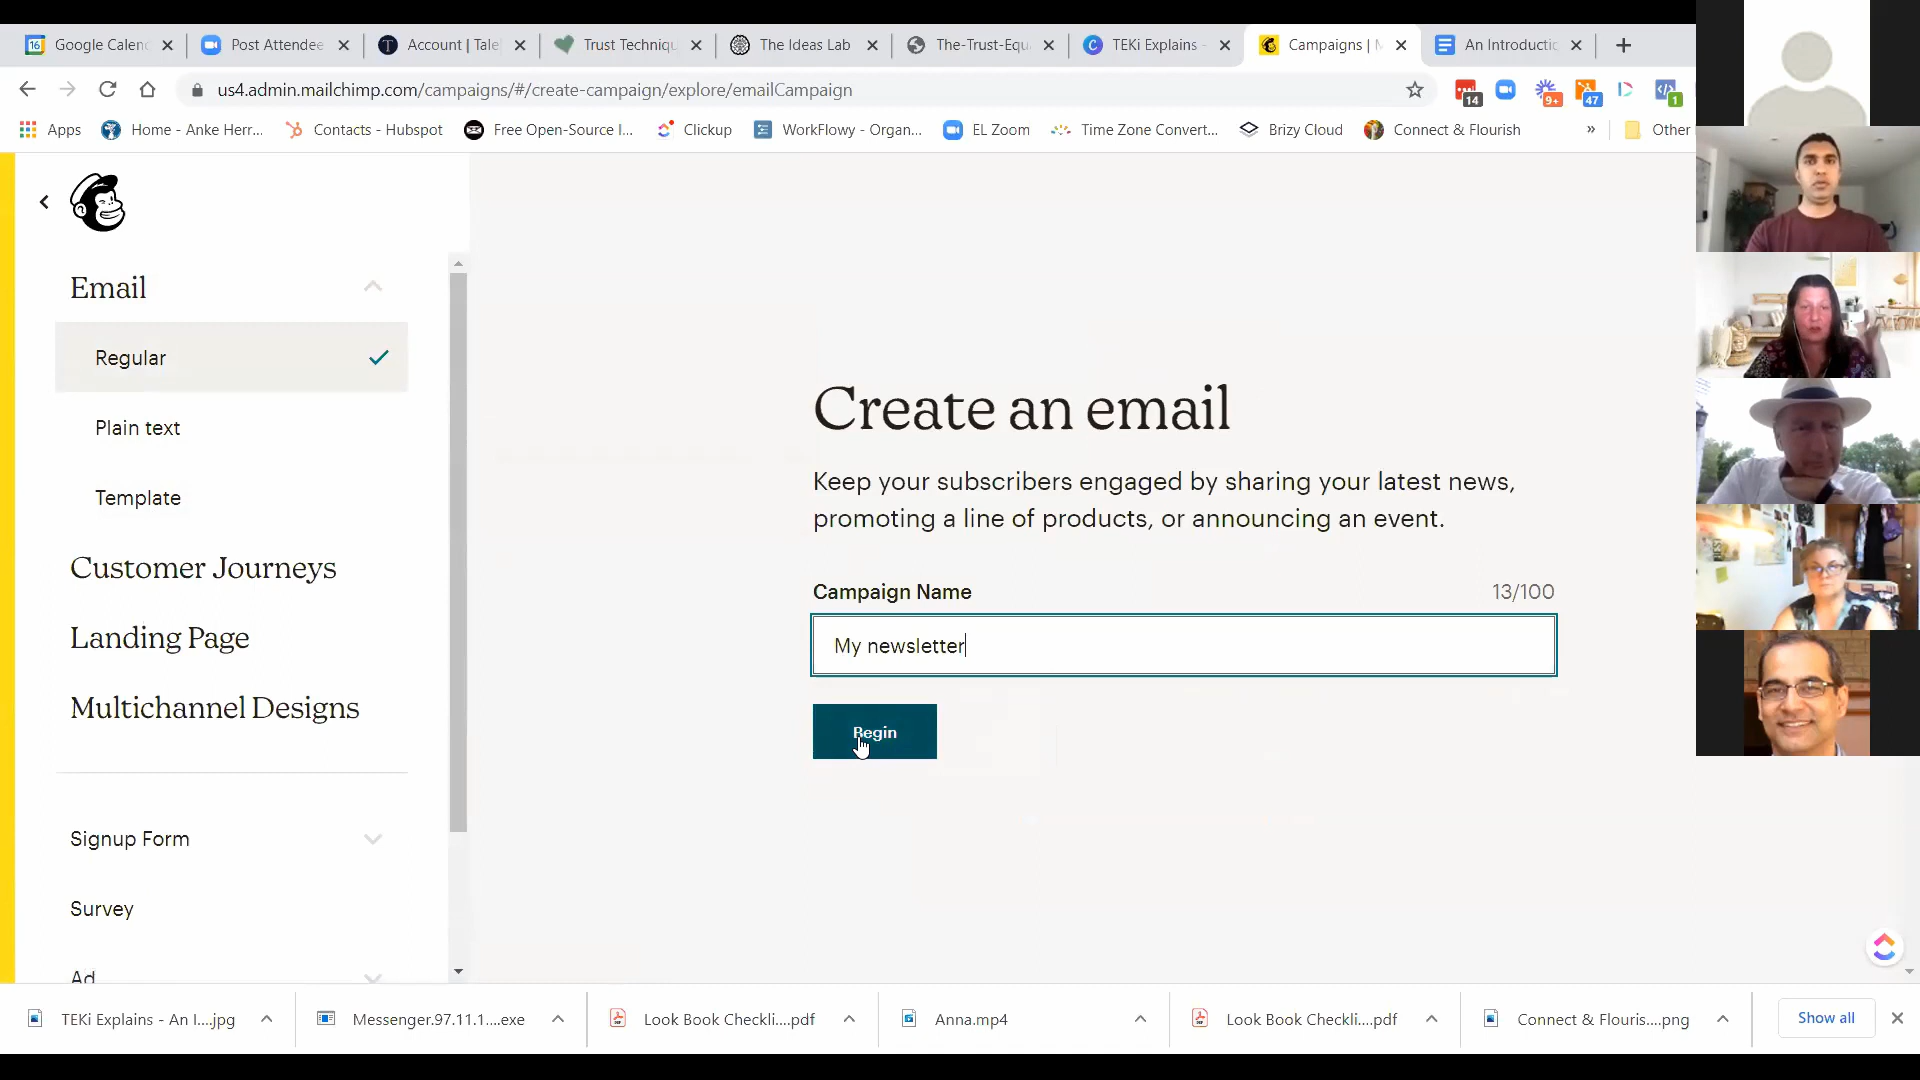 16 Google Calen
Post Attendee
Account | Tale
Trust Techniqu
The Ideas Lab
The-Trust-Equ
TEKi Explains -
Campaigns | M
An Introductio
us4.admin.mailchimp.com/campaigns/#/create-campaign/explore/emailCampaign
14
9+
47
1
Apps
Home - Anke Herr...
Contacts - Hubspot
Free Open-Source I...
Clickup
WorkFlowy - Organ...
EL Zoom
Time Zone Convert...
Brizy Cloud
Connect & Flourish
»
Other
Email
Regular
Plain text
Template
Customer Journeys
Landing Page
Multichannel Designs
Signup Form
Survey
Ad
Create an email
Keep your subscribers engaged by sharing your latest news,
promoting a line of products, or announcing an event.
Campaign Name
13/100
My newsletter
Begin
TEKi Explains - An I....jpg
Messenger.97.11.1....exe
Look Book Checkli....pdf
Anna.mp4
Look Book Checkli....pdf
Connect & Flouris....png
Show all